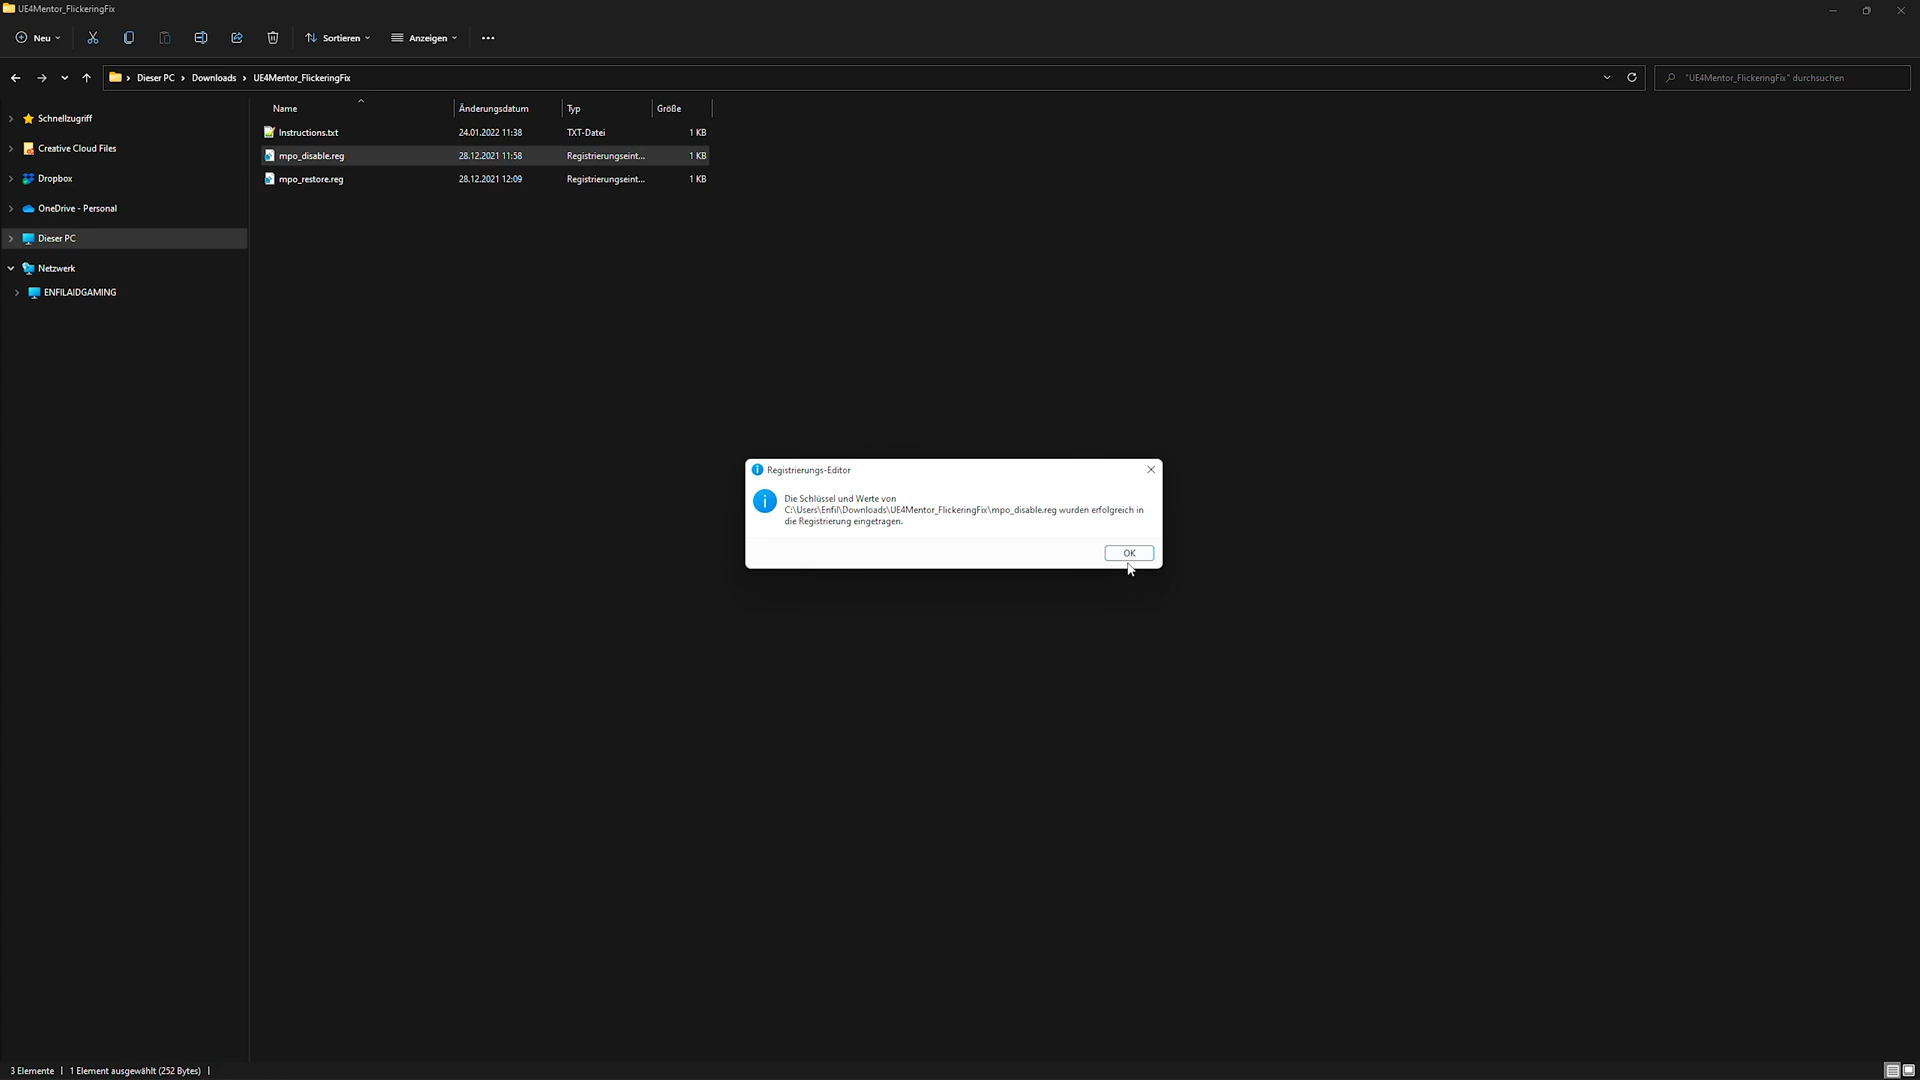 UE4Mentor_FlickeringFix
Neu
Sortieren
Anzeigen
Dieser PC > Downloads > UE4Mentor_FlickeringFix
"UE4Mentor_FlickeringFix" durchsuchen
Name Änderungsdatum Typ Größe
Instructions.txt 24.01.2022 11:38 TXT-Datei 1 KB
mpo_disable.reg 28.12.2021 11:58 Registrierungseint... 1 KB
mpo_restore.reg 28.12.2021 12:09 Registrierungseint... 1 KB
Schnellzugriff
Creative Cloud Files
Dropbox
OneDrive - Personal
Dieser PC
Netzwerk
ENFILAIDGAMING
Registrierungs-Editor
Die Schlüssel und Werte von
C:\Users\Enfil\Downloads\UE4Mentor_FlickeringFix\mpo_disable.reg wurden erfolgreich in
die Registrierung eingetragen.
OK
3 Elemente | 1 Element ausgewählt (252 Bytes) |